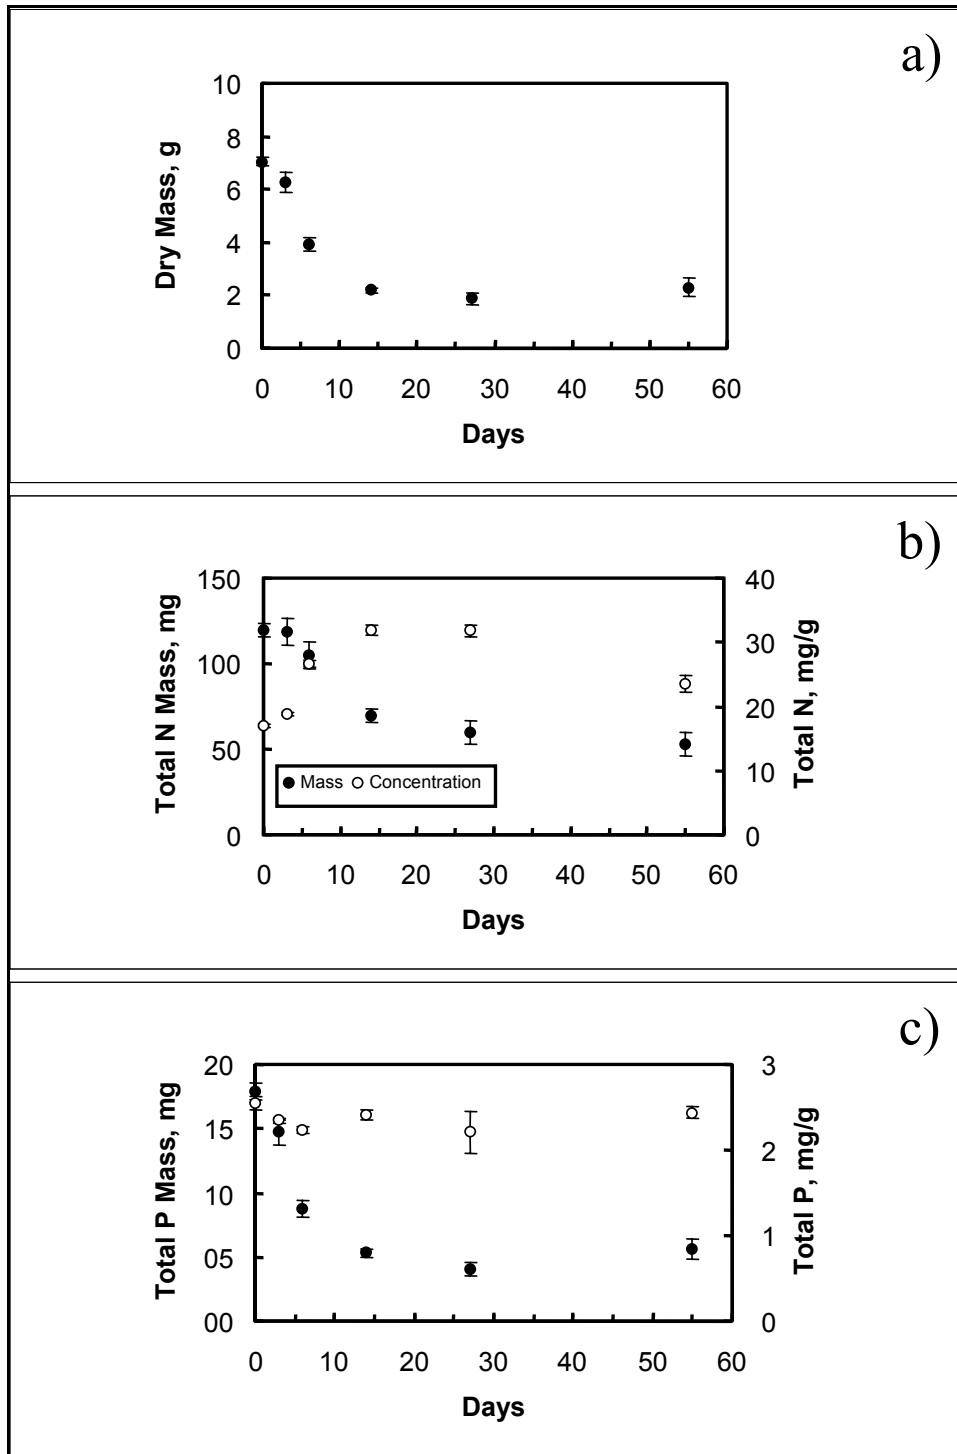 a)
10
8
6
4
2
0
Dry Mass, g
0 10 20 30 40 50 60
Days
b)
150
100
50
0
Total N Mass, mg
40
30
20
10
0
Total N, mg/g
Mass Concentration
0 10 20 30 40 50 60
Days
c)
20
15
10
05
00
Total P Mass, mg
3
2
1
0
Total P, mg/g
0 10 20 30 40 50 60
Days